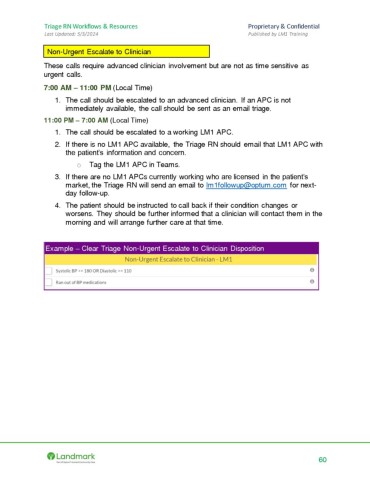 Triage RN Workflows & Resources Proprietary & Confidential
Last Updated: 5/3/2024 Published by LM1 Training
Non-Urgent Escalate to Clinician
These calls require advanced clinician involvement but are not as time sensitive as
urgent calls.
7:00 AM – 11:00 PM (Local Time)
1. The call should be escalated to an advanced clinician. If an APC is not
immediately available, the call should be sent as an email triage.
11:00 PM – 7:00 AM (Local Time)
1. The call should be escalated to a working LM1 APC.
2. If there is no LM1 APC available, the Triage RN should email that LM1 APC with
the patient's information and concern.
○ Tag the LM1 APC in Teams.
3. If there are no LM1 APCs currently working who are licensed in the patient's
market, the Triage RN will send an email to lm1followup@optum.com for next-
day follow-up.
4. The patient should be instructed to call back if their condition changes or
worsens. They should be further informed that a clinician will contact them in the
morning and will arrange further care at that time.
Example – Clear Triage Non-Urgent Escalate to Clinician Disposition
Non-Urgent Escalate to Clinician - LM1
Systolic BP >= 180 OR Diastolic >= 110
Ran out of BP medications
Landmark
60